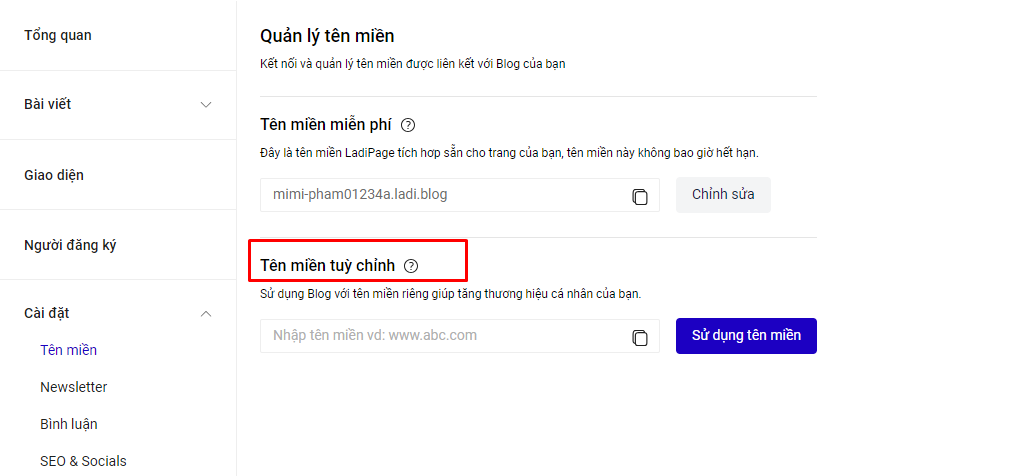 Tổng quan
Bài viết
Giao diện
Người đăng ký
Cài đặt
Tên miền
Newsletter
Bình luận
SEO & Socials
Quản lý tên miền
Kết nối và quản lý tên miền được liên kết với Blog của bạn
Tên miền miễn phí ?
Đây là tên miền LadiPage tích hợp sẵn cho trang của bạn, tên miền này không bao giờ hết hạn.
mimi-pham01234a.ladi.blog
Chỉnh sửa
Tên miền tuỳ chỉnh ?
Sử dụng Blog với tên miền riêng giúp tăng thương hiệu cá nhân của bạn.
Nhập tên miền vd: www.abc.com
Sử dụng tên miền